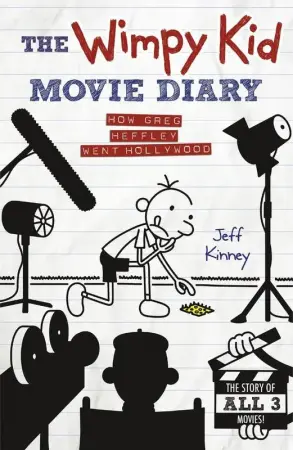 THE Wimpy Kid
MOVIE DIARY
HOW GREG
HEFFLEY
WENT HOLLYWOOD
Jeff
Kinney
THE STORY OF
ALL 3
MOVIES!